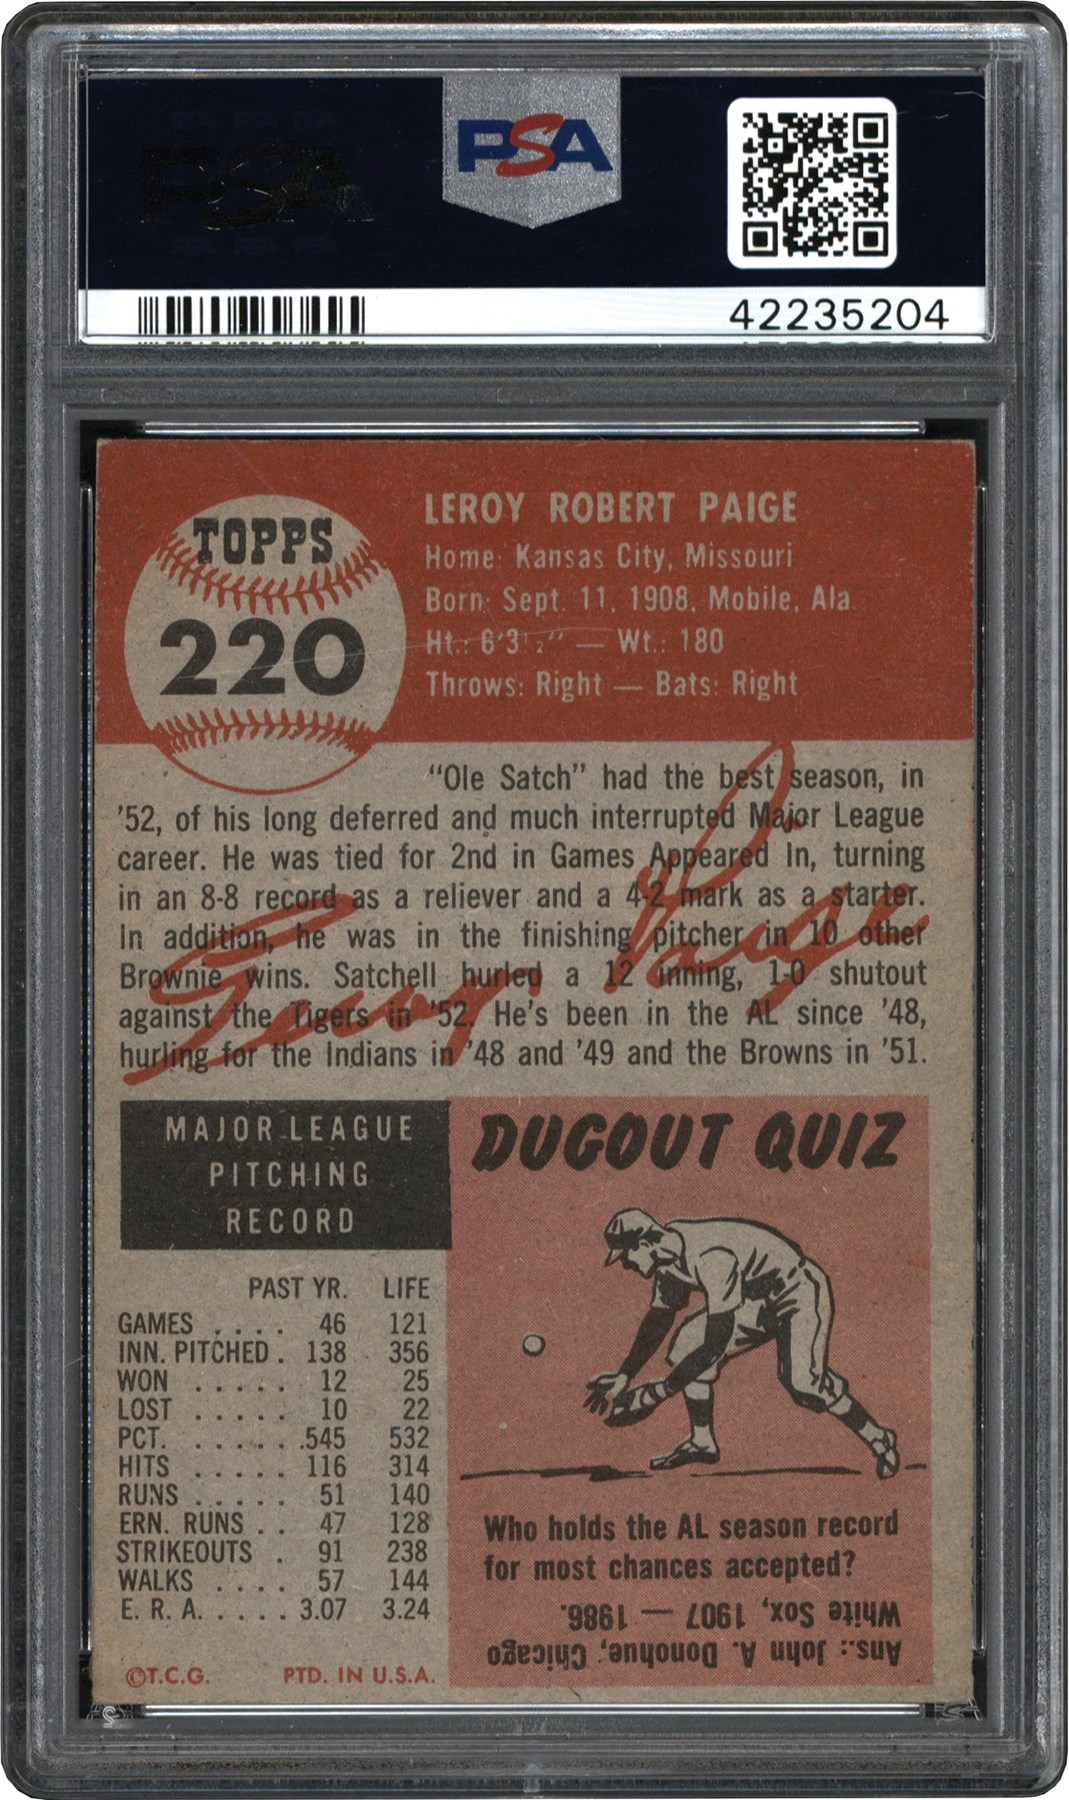 PSA
PSA
42235204
TOPPS
220
LEROY ROBERT PAIGE
Home: Kansas City, Missouri
Born: Sept. 11, 1908, Mobile, Ala.
Ht.: 6'3½" — Wt.: 180
Throws: Right — Bats: Right
"Ole Satch" had the best season, in
'52, of his long deferred and much interrupted Major League
career. He was tied for 2nd in Games Appeared In, turning
in an 8-8 record as a reliever and a 4-2 mark as a starter.
In addition, he was in the finishing pitcher in 10 other
Brownie wins. Satchell hurled a 12 inning, 1-0 shutout
against the Tigers in '52. He's been in the AL since '48,
hurling for the Indians in '48 and '49 and the Browns in '51.
MAJOR LEAGUE
PITCHING
RECORD
PAST YR. LIFE
GAMES . . . . 46 121
INN. PITCHED . 138 356
WON . . . . . 12 25
LOST . . . . . 10 22
PCT. . . . . . . .545 532
HITS . . . . . 116 314
RUNS . . . . . 51 140
ERN. RUNS . . 47 128
STRIKEOUTS . 91 238
WALKS . . . . 57 144
E. R. A. . . . . 3.07 3.24
©T.C.G. PTD. IN U.S.A.
DUGOUT QUIZ
Who holds the AL season record
for most chances accepted?
Ans.: John A. Donohue, Chicago
White Sox, 1907 — 1986.